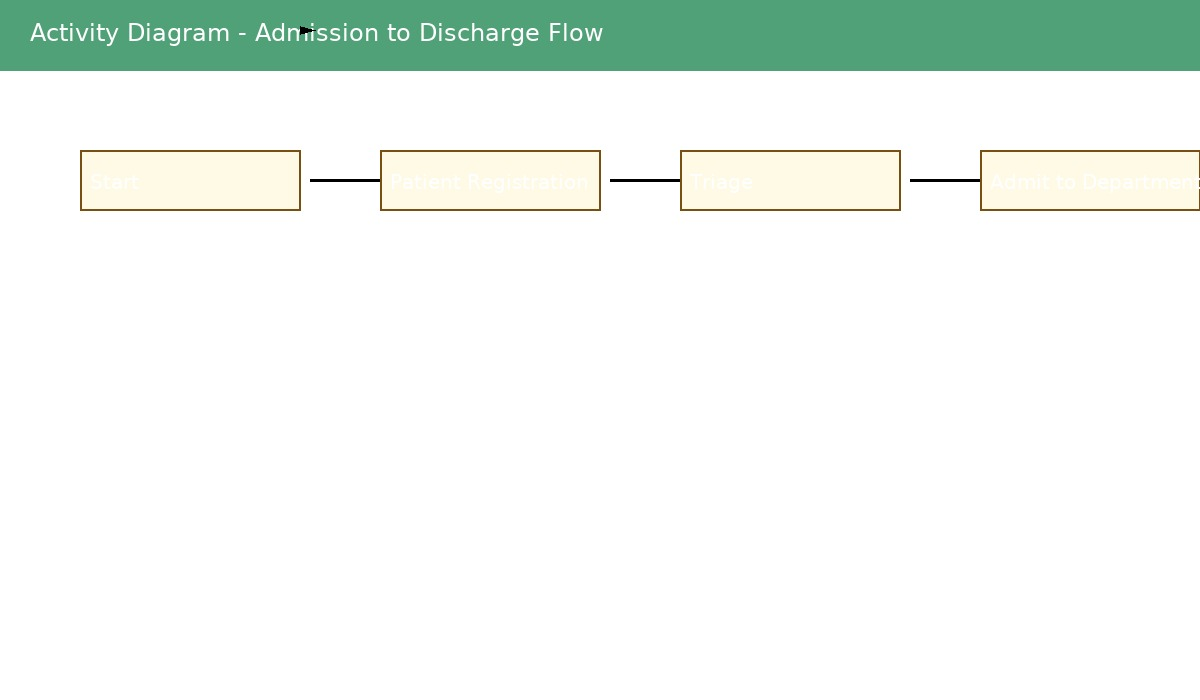 Activity Diagram - Admission to Discharge Flow
Start
Patient Registration
Triage
Admit to Department